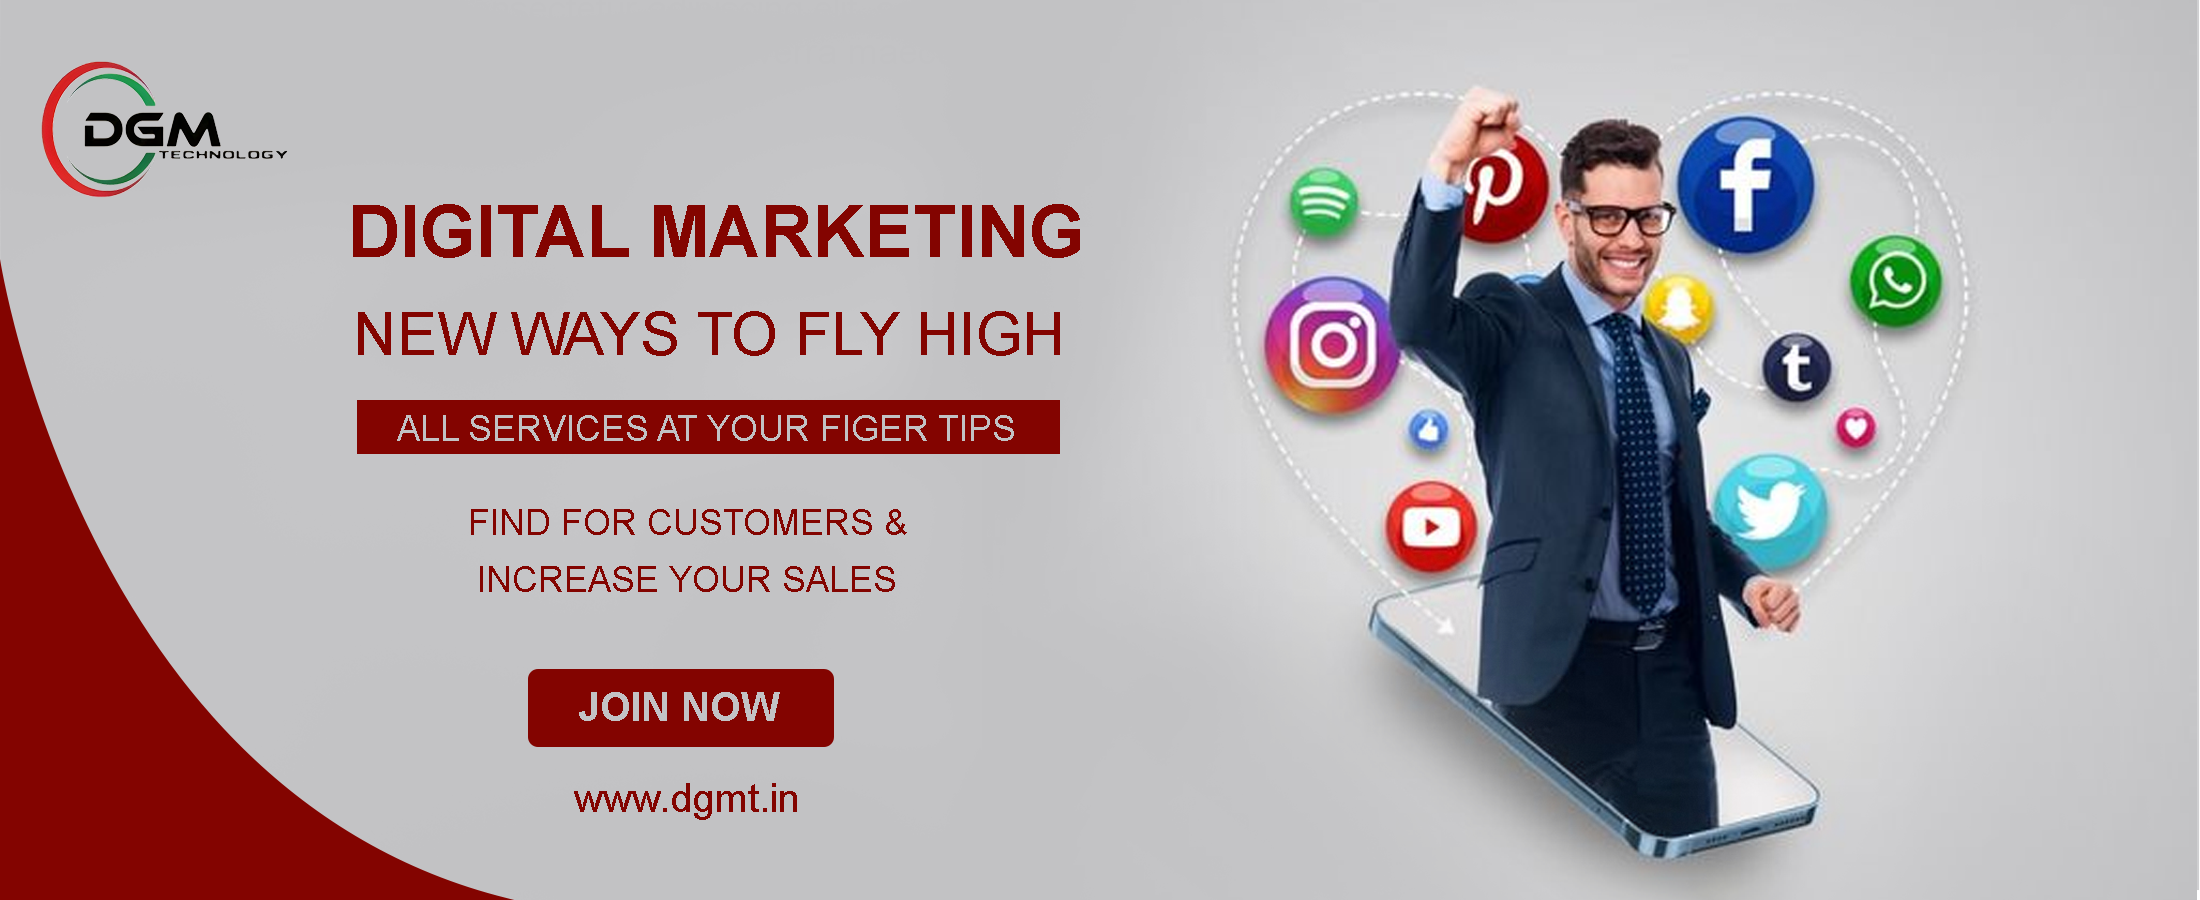 DGM
TECHNOLOGY
DIGITAL MARKETING
NEW WAYS TO FLY HIGH
ALL SERVICES AT YOUR FIGER TIPS
FIND FOR CUSTOMERS &
INCREASE YOUR SALES
JOIN NOW
www.dgmt.in